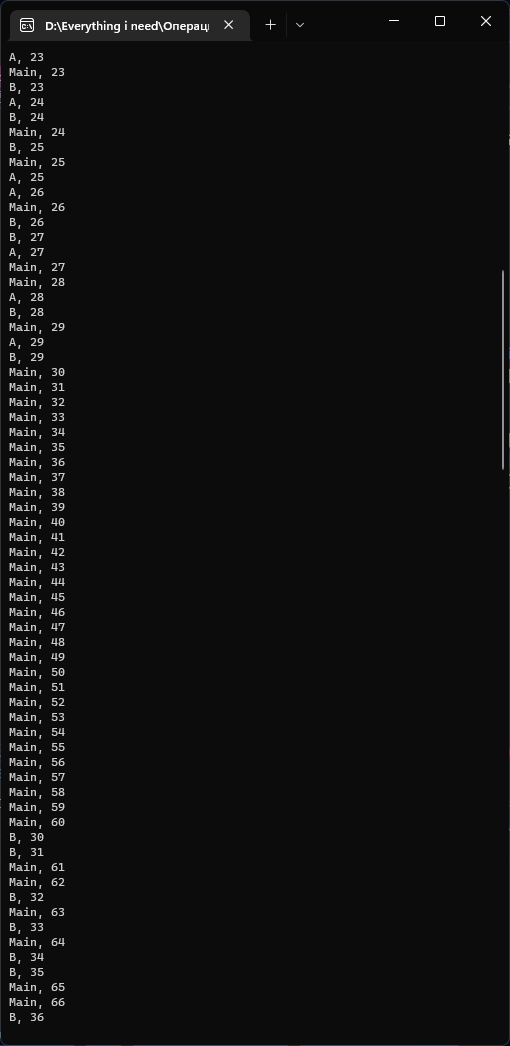 D:\Everything i need\Операц
A, 23
Main, 23
B, 23
A, 24
B, 24
Main, 24
B, 25
Main, 25
A, 25
A, 26
Main, 26
B, 26
B, 27
A, 27
Main, 27
Main, 28
A, 28
B, 28
Main, 29
A, 29
B, 29
Main, 30
Main, 31
Main, 32
Main, 33
Main, 34
Main, 35
Main, 36
Main, 37
Main, 38
Main, 39
Main, 40
Main, 41
Main, 42
Main, 43
Main, 44
Main, 45
Main, 46
Main, 47
Main, 48
Main, 49
Main, 50
Main, 51
Main, 52
Main, 53
Main, 54
Main, 55
Main, 56
Main, 57
Main, 58
Main, 59
Main, 60
B, 30
B, 31
Main, 61
Main, 62
B, 32
Main, 63
B, 33
Main, 64
B, 34
B, 35
Main, 65
Main, 66
B, 36